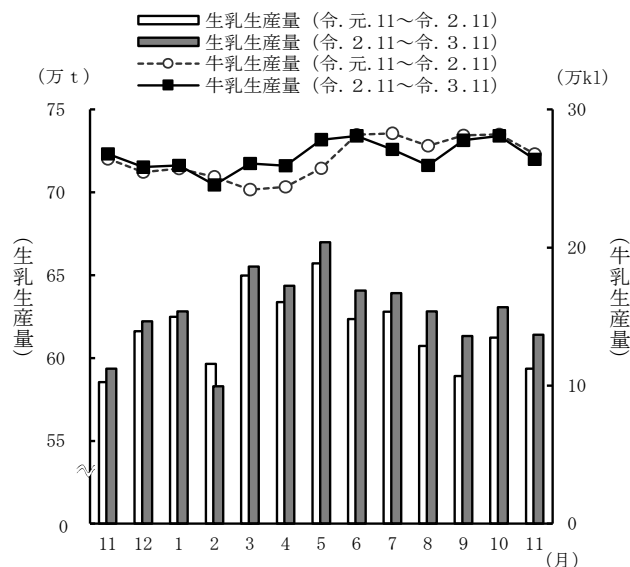 生乳生産量 (令. 元. 11～令. 2. 11)
生乳生産量 (令. 2. 11～令. 3. 11)
牛乳生産量 (令. 元. 11～令. 2. 11)
牛乳生産量 (令. 2. 11～令. 3. 11)
(万ｔ)
(万kl)
75
70
65
60
55
0
(生乳生産量)
30
20
10
0
(牛乳生産量)
11 12 1 2 3 4 5 6 7 8 9 10 11
(月)